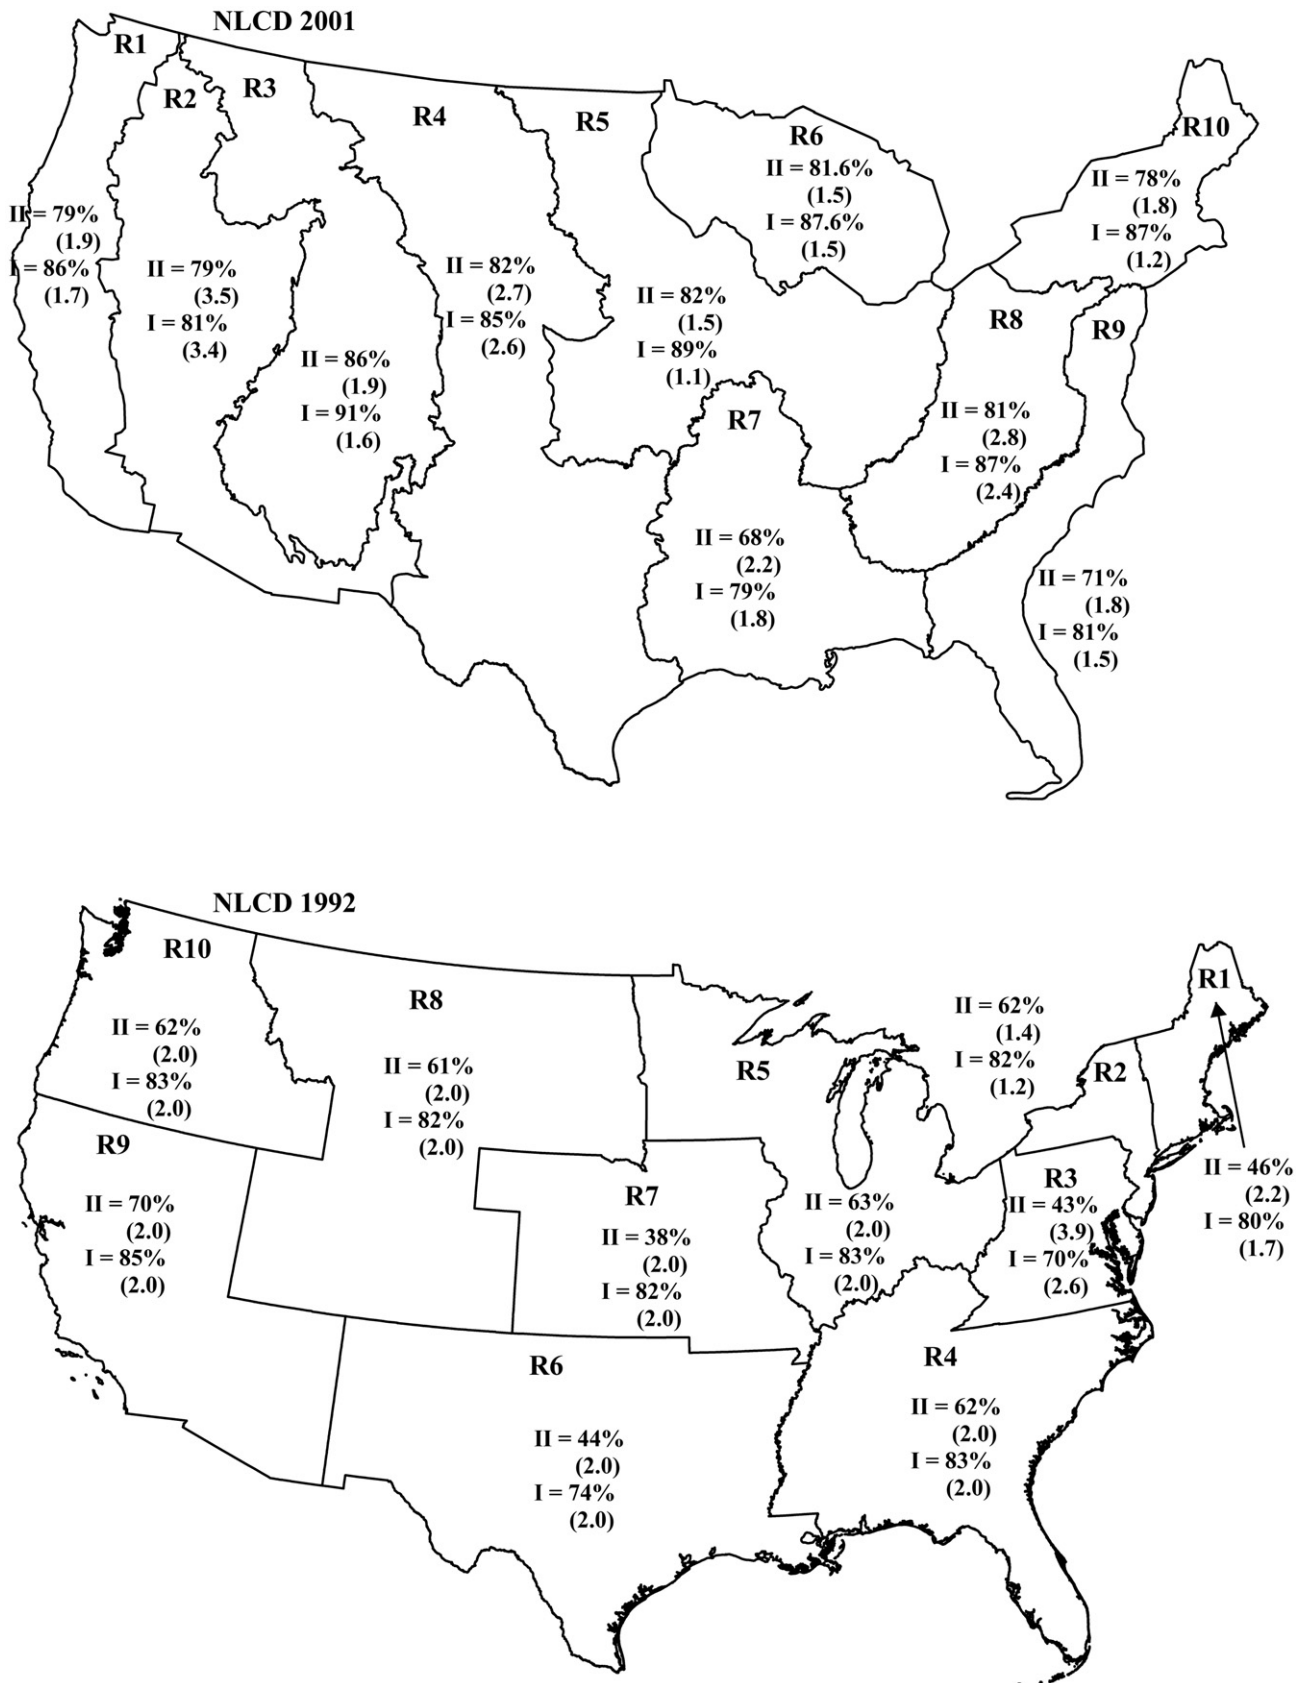 NLCD 2001
R1
II = 79%
(1.9)
I = 86%
(1.7)
R2
II = 79%
(3.5)
I = 81%
(3.4)
R3
II = 86%
(1.9)
I = 91%
(1.6)
R4
II = 82%
(2.7)
I = 85%
(2.6)
R5
II = 82%
(1.5)
I = 89%
(1.1)
R6
II = 81.6%
(1.5)
I = 87.6%
(1.5)
R7
II = 68%
(2.2)
I = 79%
(1.8)
R8
II = 81%
(2.8)
I = 87%
(2.4)
R9
II = 71%
(1.8)
I = 81%
(1.5)
R10
II = 78%
(1.8)
I = 87%
(1.2)
NLCD 1992
R10
II = 62%
(2.0)
I = 83%
(2.0)
R9
II = 70%
(2.0)
I = 85%
(2.0)
R8
II = 61%
(2.0)
I = 82%
(2.0)
R7
II = 38%
(2.0)
I = 82%
(2.0)
R6
II = 44%
(2.0)
I = 74%
(2.0)
R5
II = 63%
(2.0)
I = 83%
(2.0)
R4
II = 62%
(2.0)
I = 83%
(2.0)
R3
II = 43%
(3.9)
I = 70%
(2.6)
R2
II = 62%
(1.4)
I = 82%
(1.2)
R1
II = 46%
(2.2)
I = 80%
(1.7)